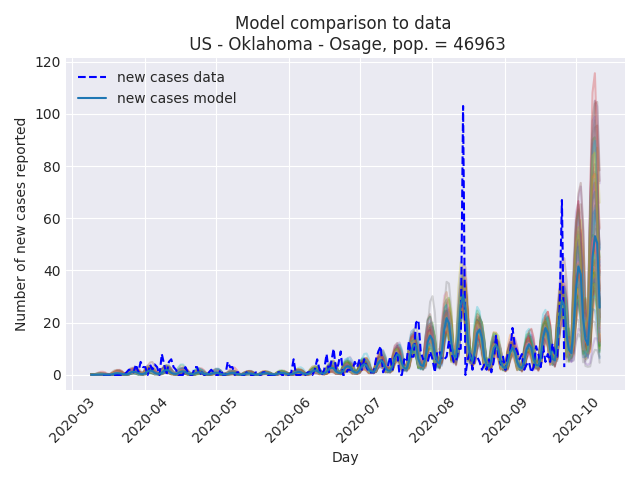 Model comparison to data
US - Oklahoma - Osage, pop. = 46963
new cases data
new cases model
Number of new cases reported
120
100
80
60
40
20
0
2020-03
2020-04
2020-05
2020-06
2020-07
2020-08
2020-09
2020-10
Day